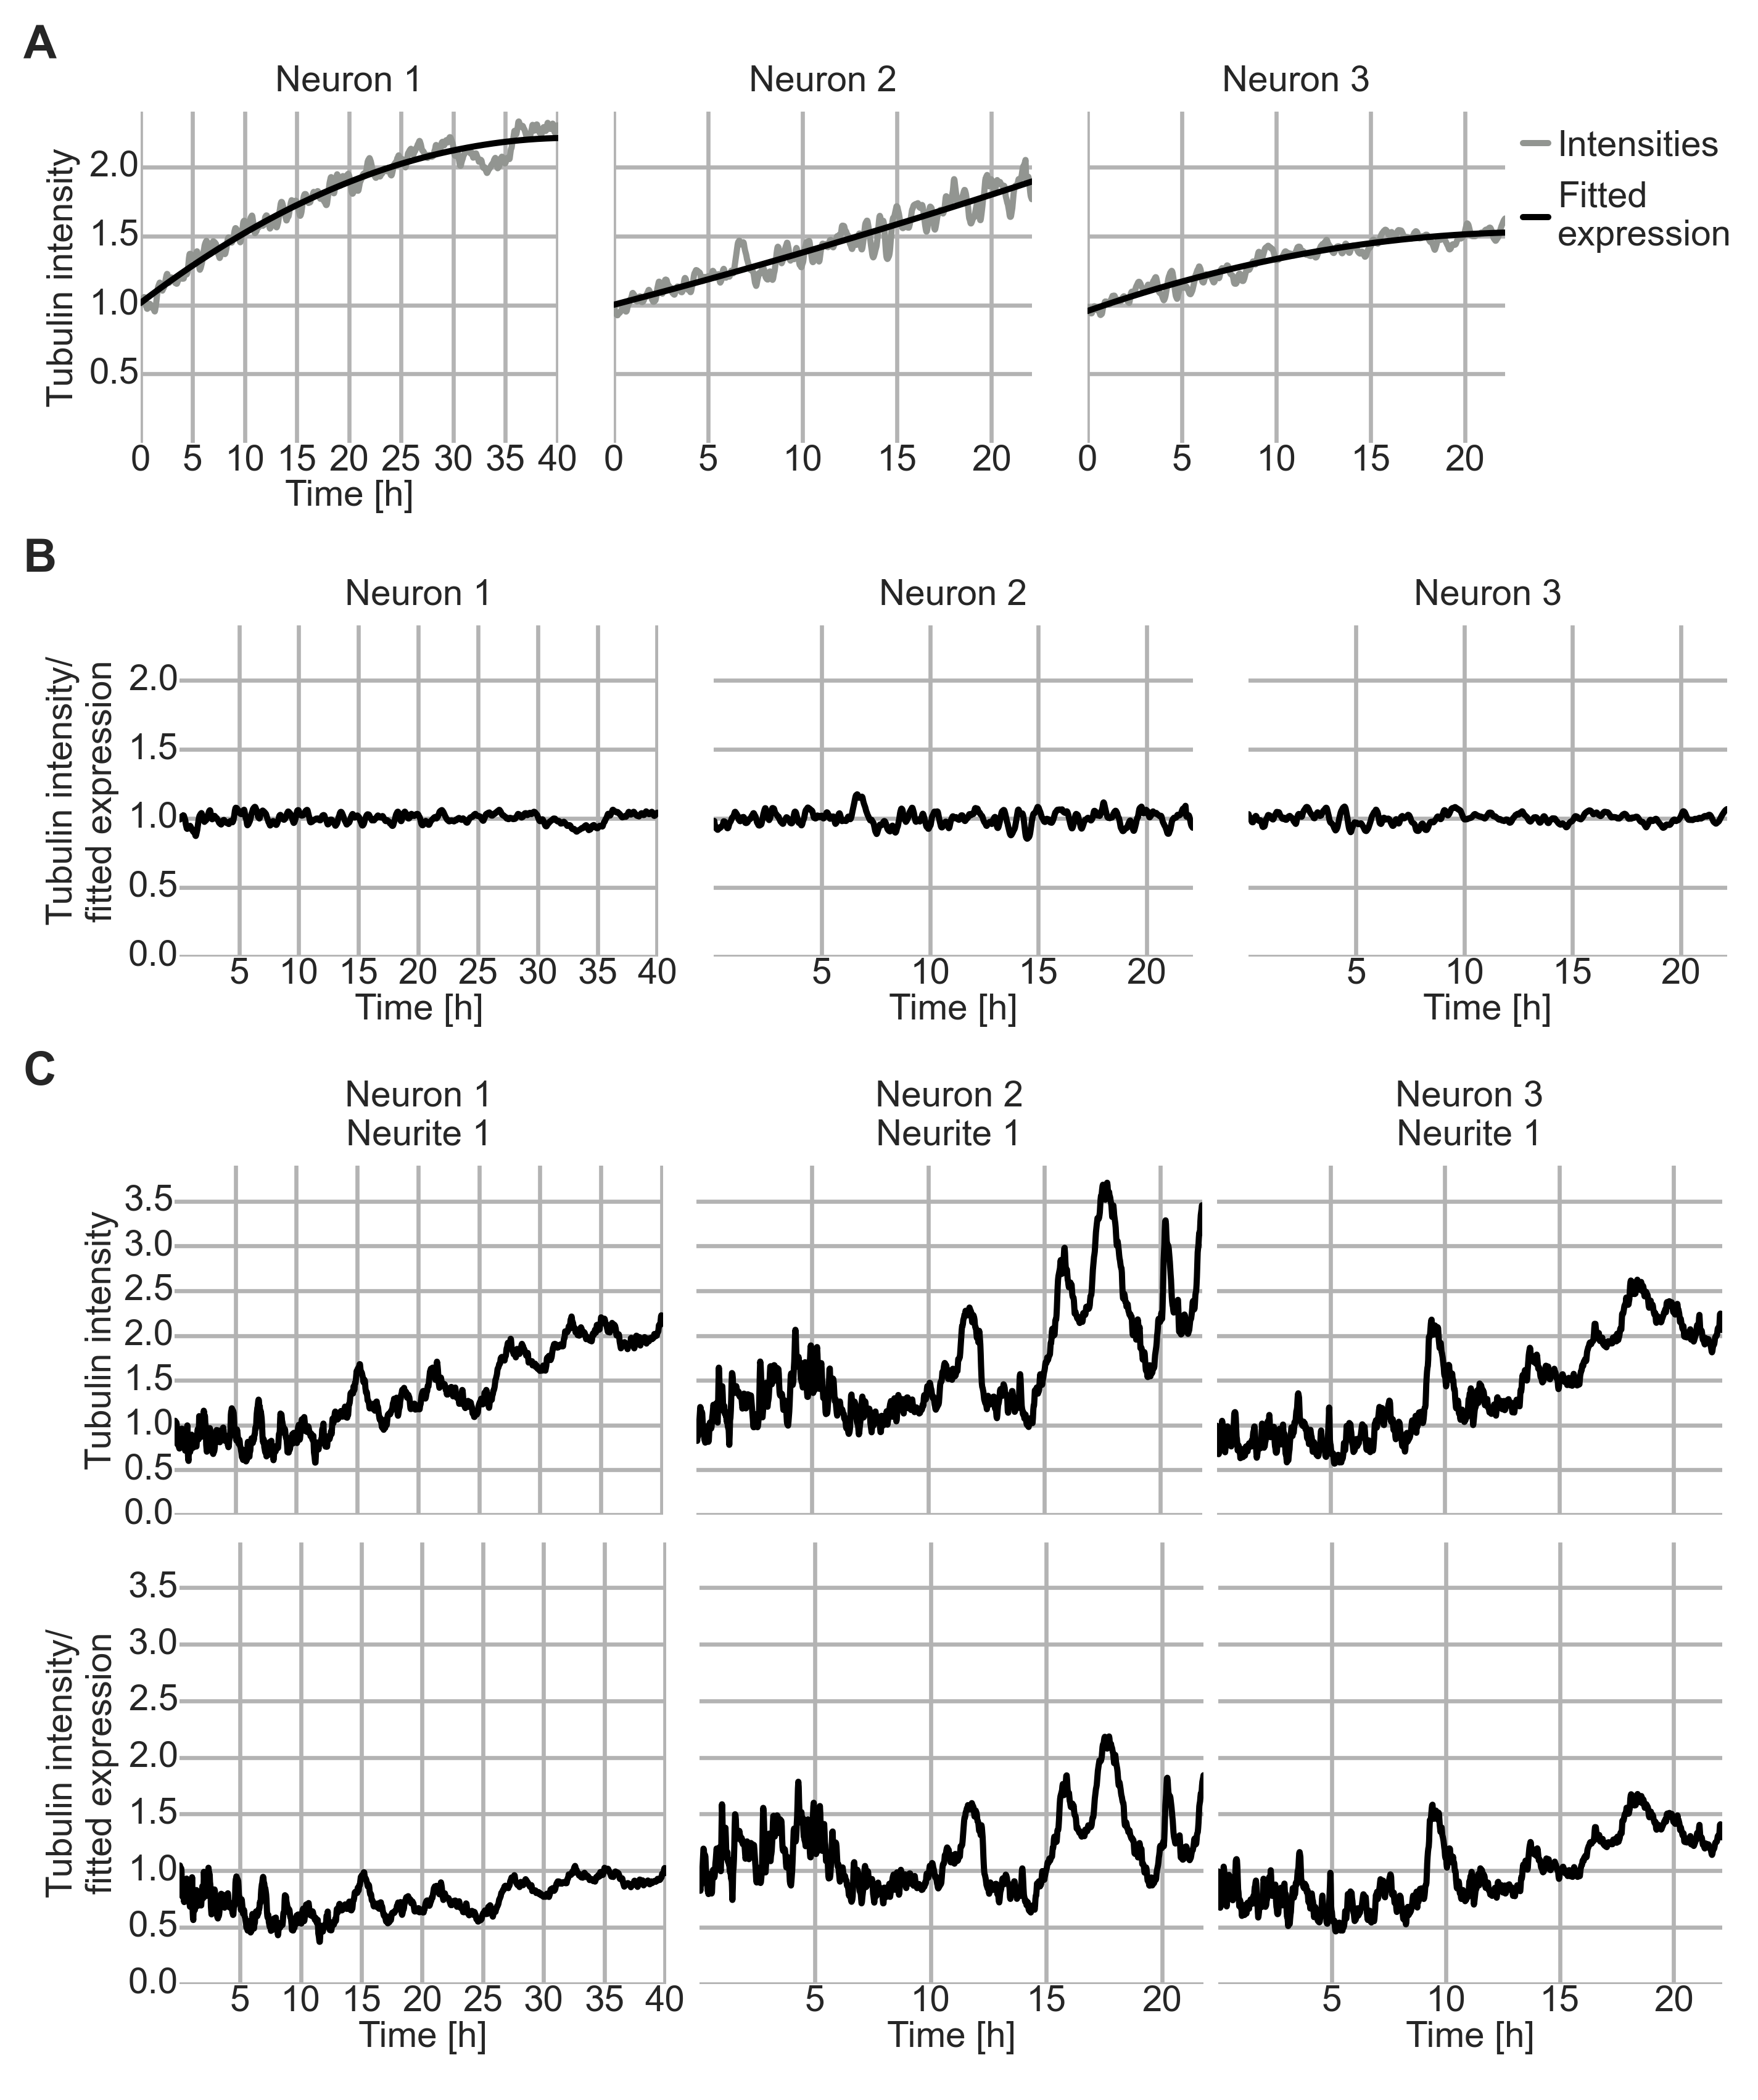 A
Neuron 1
Neuron 2
Neuron 3
Tubulin intensity
2.0
1.5
1.0
0.5
0 5 10 15 20 25 30 35 40
0 5 10 15 20
0 5 10 15 20
Time [h]
Intensities
Fitted
expression
B
Neuron 1
Neuron 2
Neuron 3
Tubulin intensity/
fitted expression
2.0
1.5
1.0
0.5
0.0
5 10 15 20 25 30 35 40
5 10 15 20
5 10 15 20
Time [h]
Time [h]
Time [h]
C
Neuron 1
Neurite 1
Neuron 2
Neurite 1
Neuron 3
Neurite 1
Tubulin intensity
3.5
3.0
2.5
2.0
1.5
1.0
0.5
0.0
Tubulin intensity/
fitted expression
3.5
3.0
2.5
2.0
1.5
1.0
0.5
0.0
5 10 15 20 25 30 35 40
5 10 15 20
5 10 15 20
Time [h]
Time [h]
Time [h]